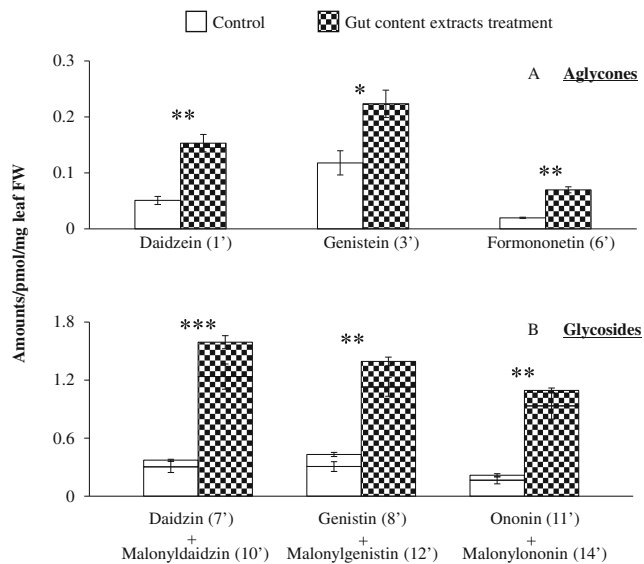 Control Gut content extracts treatment
A Aglycones
Amounts/pmol/mg leaf FW
0.3
0.2
0.1
0
**
*
**
Daidzein (1’) Genistein (3’) Formononetin (6’)
B Glycosides
1.8
1.2
0.6
0
***
**
**
Daidzin (7’) Genistin (8’) Ononin (11’)
+ + +
Malonyldaidzin (10’) Malonylgenistin (12’) Malonylononin (14’)